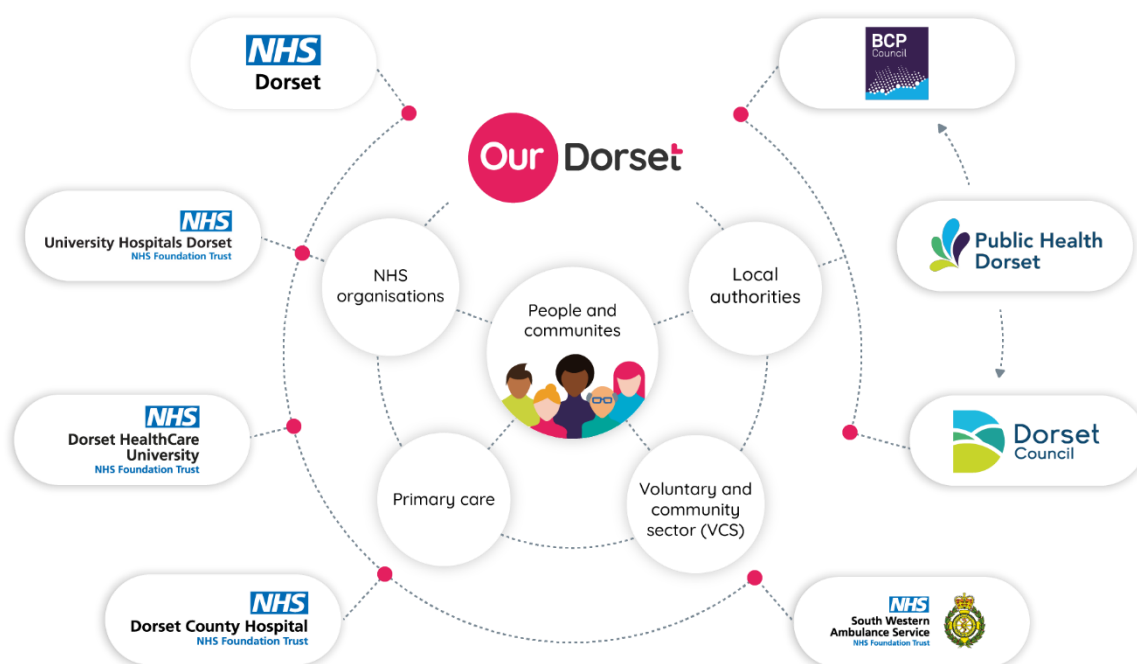 NHS
Dorset
BCP
Council
Our Dorset
NHS
University Hospitals Dorset
NHS Foundation Trust
Public Health
Dorset
NHS
organisations
Local
authorities
People and
communites
NHS
Dorset HealthCare
University
NHS Foundation Trust
Dorset
Council
Primary care
Voluntary and
community
sector (VCS)
NHS
Dorset County Hospital
NHS Foundation Trust
NHS
South Western
Ambulance Service
NHS Foundation Trust